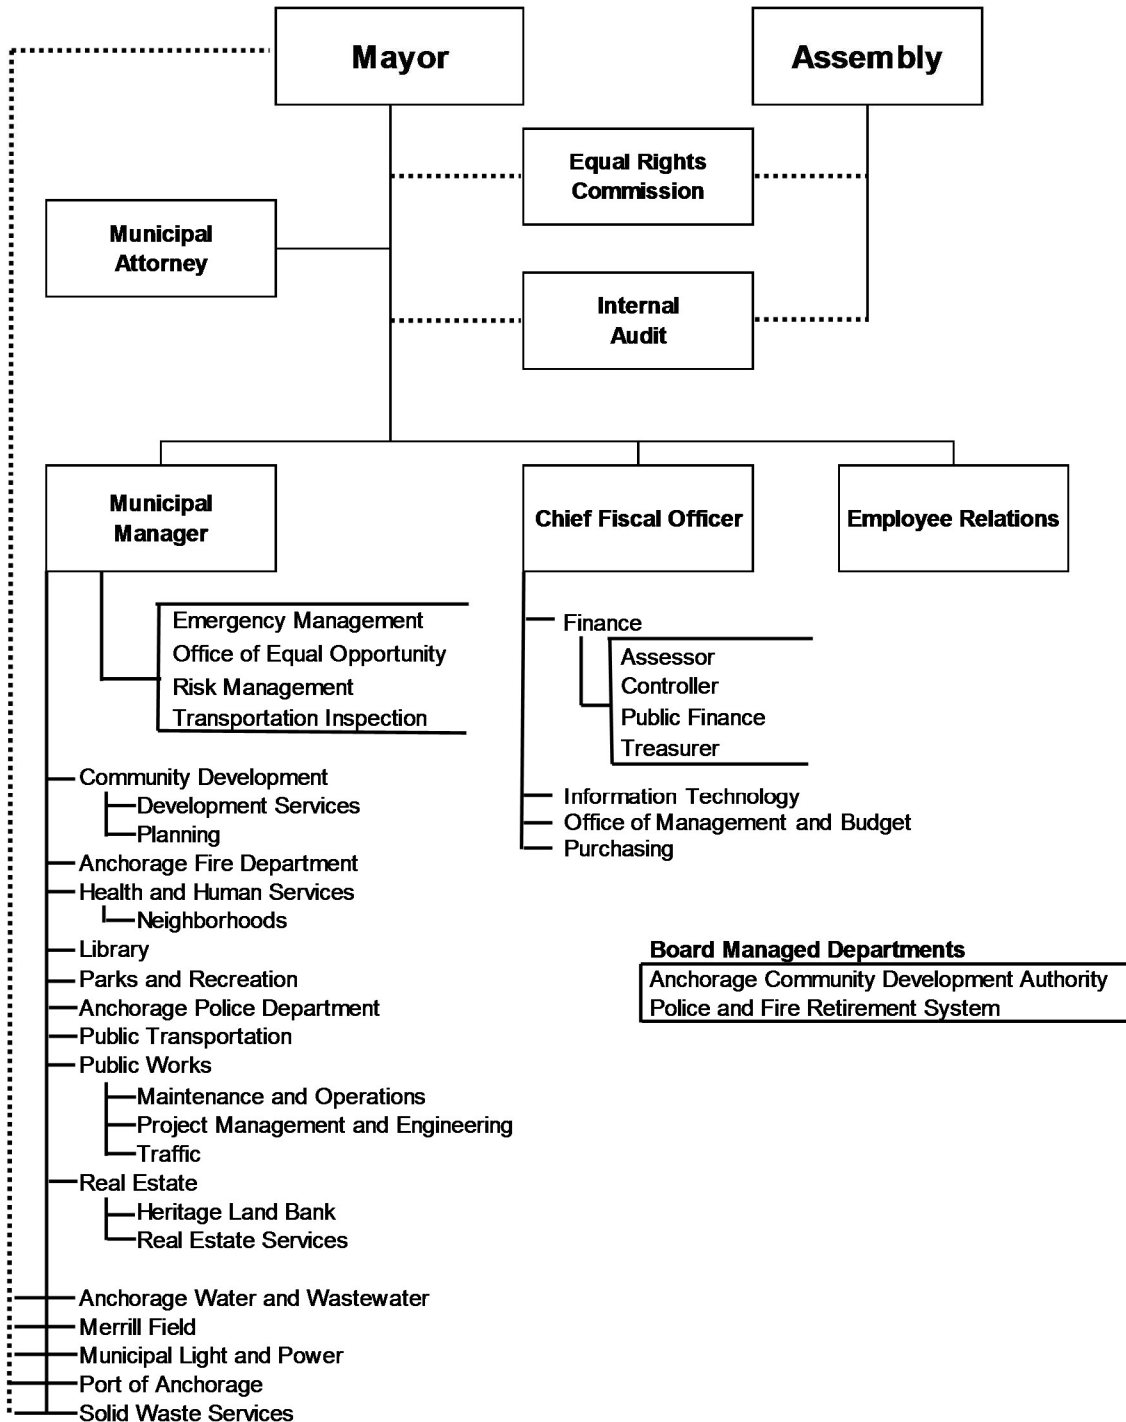 Mayor
Assembly
Equal Rights
Commission
Municipal
Attorney
Internal
Audit
Municipal
Manager
Chief Fiscal Officer
Employee Relations
Emergency Management
Office of Equal Opportunity
Risk Management
Transportation Inspection
Finance
Assessor
Controller
Public Finance
Treasurer
Information Technology
Office of Management and Budget
Purchasing
Community Development
Development Services
Planning
Anchorage Fire Department
Health and Human Services
Neighborhoods
Library
Parks and Recreation
Anchorage Police Department
Public Transportation
Public Works
Maintenance and Operations
Project Management and Engineering
Traffic
Real Estate
Heritage Land Bank
Real Estate Services
Anchorage Water and Wastewater
Merrill Field
Municipal Light and Power
Port of Anchorage
Solid Waste Services
Board Managed Departments
Anchorage Community Development Authority
Police and Fire Retirement System